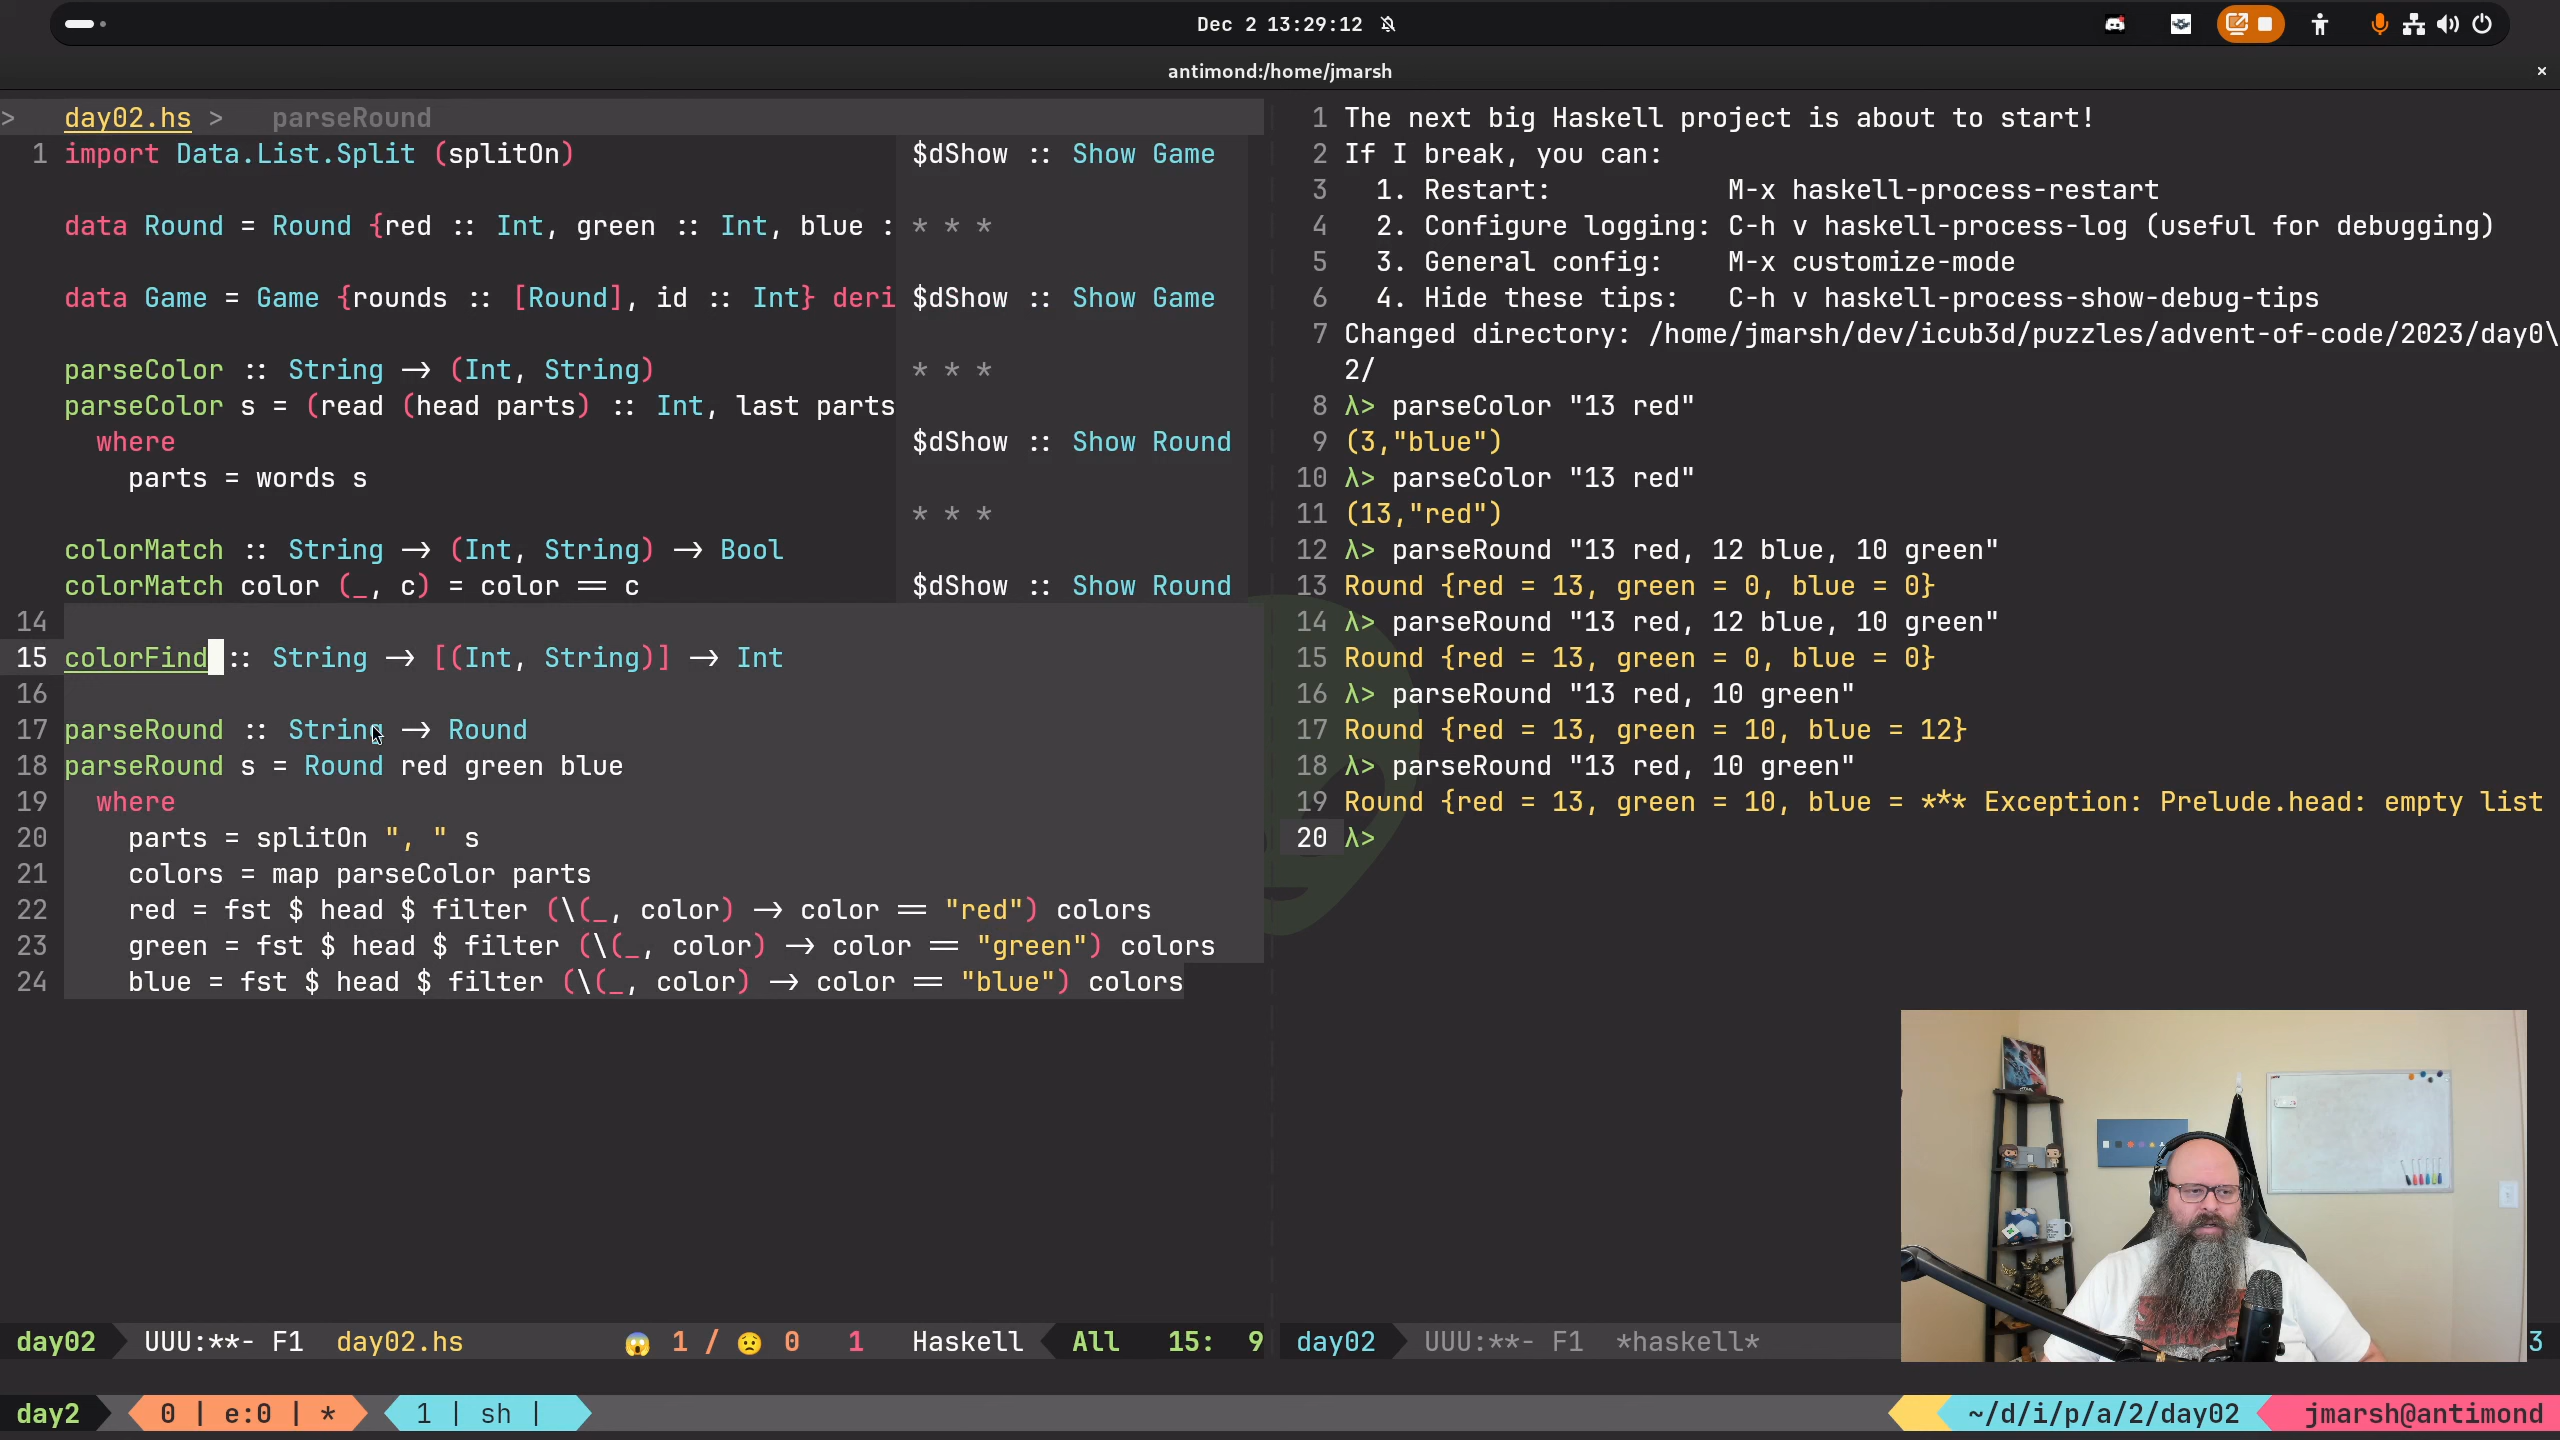 Dec 2 13:29:12
antimond:/home/jmarsh
×
> day02.hs > parseRound
1 import Data.List.Split (splitOn)
$dShow :: Show Game
data Round = Round {red :: Int, green :: Int, blue :
* * *
data Game = Game {rounds :: [Round], id :: Int} deri
$dShow :: Show Game
parseColor :: String → (Int, String)
* * *
parseColor s = (read (head parts) :: Int, last parts
where
$dShow :: Show Round
parts = words s
* * *
colorMatch :: String → (Int, String) → Bool
colorMatch color (_, c) = color == c
$dShow :: Show Round
14
15 colorFind :: String → [(Int, String)] → Int
16
17 parseRound :: String → Round
18 parseRound s = Round red green blue
19 where
20 parts = splitOn ", " s
21 colors = map parseColor parts
22 red = fst $ head $ filter (\(_, color) → color == "red") colors
23 green = fst $ head $ filter (\(_, color) → color == "green") colors
24 blue = fst $ head $ filter (\(_, color) → color == "blue") colors
day02 UUU:**- F1 day02.hs 😱 1 / 😟 0 1 Haskell All 15: 9
1 The next big Haskell project is about to start!
2 If I break, you can:
3 1. Restart: M-x haskell-process-restart
4 2. Configure logging: C-h v haskell-process-log (useful for debugging)
5 3. General config: M-x customize-mode
6 4. Hide these tips: C-h v haskell-process-show-debug-tips
7 Changed directory: /home/jmarsh/dev/icub3d/puzzles/advent-of-code/2023/day0\
2/
8 λ> parseColor "13 red"
9 (3,"blue")
10 λ> parseColor "13 red"
11 (13,"red")
12 λ> parseRound "13 red, 12 blue, 10 green"
13 Round {red = 13, green = 0, blue = 0}
14 λ> parseRound "13 red, 12 blue, 10 green"
15 Round {red = 13, green = 0, blue = 0}
16 λ> parseRound "13 red, 10 green"
17 Round {red = 13, green = 10, blue = 12}
18 λ> parseRound "13 red, 10 green"
19 Round {red = 13, green = 10, blue = *** Exception: Prelude.head: empty list
20 λ>
day02 UUU:**- F1 *haskell* 3
day2 0 | e:0 | * 1 | sh |
~/d/i/p/a/2/day02 jmarsh@antimond